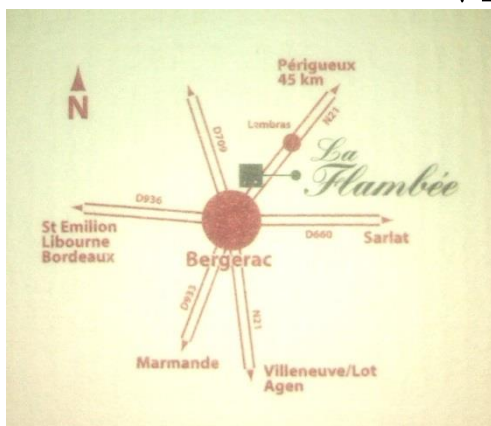 Périgueux
45 km
N
D709
N21
Lembras
La
Flambée
D936
St Emilion
Libourne
Bordeaux
D660
Sarlat
Bergerac
D933
N21
Marmande
Villeneuve/Lot
Agen